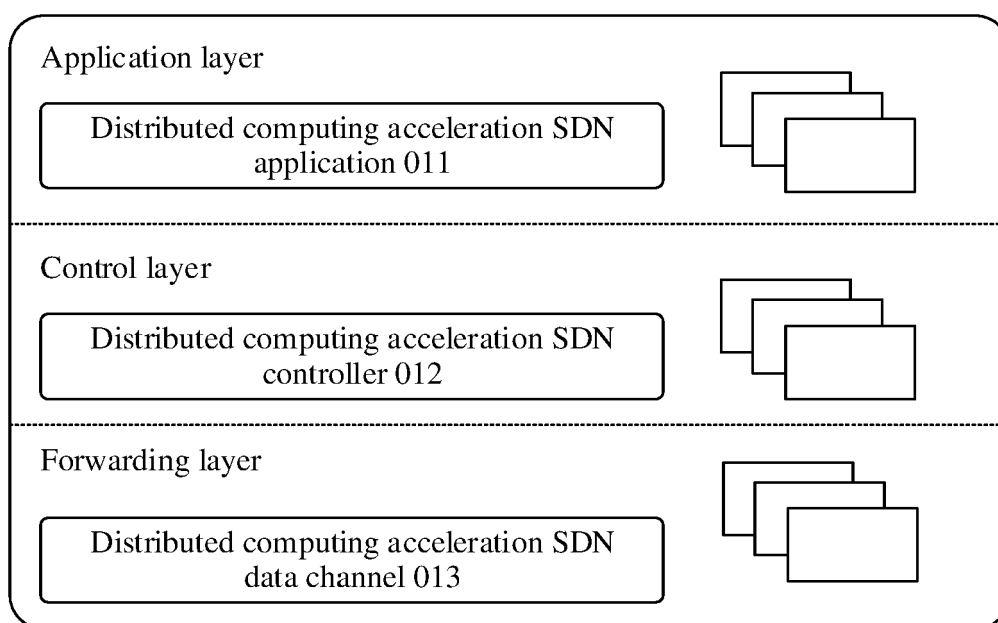 Application layer
Distributed computing acceleration SDN
application 011
Control layer
Distributed computing acceleration SDN
controller 012
Forwarding layer
Distributed computing acceleration SDN
data channel 013